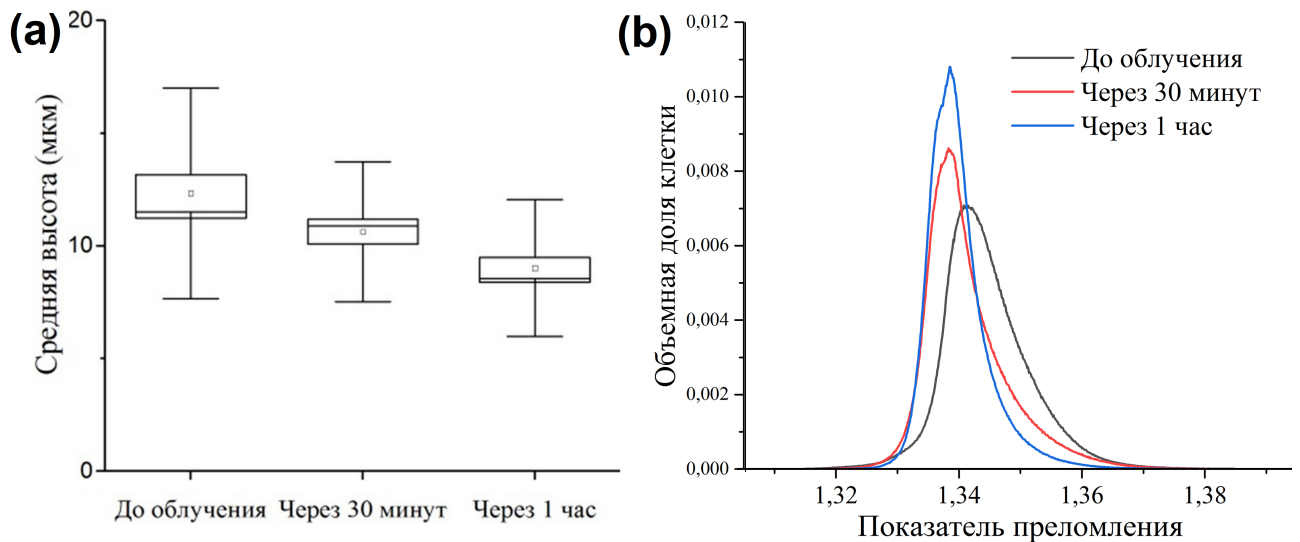 (a)
Средняя высота (мкм)
20
10
0
До облучения
Через 30 минут
Через 1 час
(b)
Объемная доля клетки
0,012
0,010
0,008
0,006
0,004
0,002
0,000
До облучения
Через 30 минут
Через 1 час
1,32
1,34
1,36
1,38
Показатель преломления